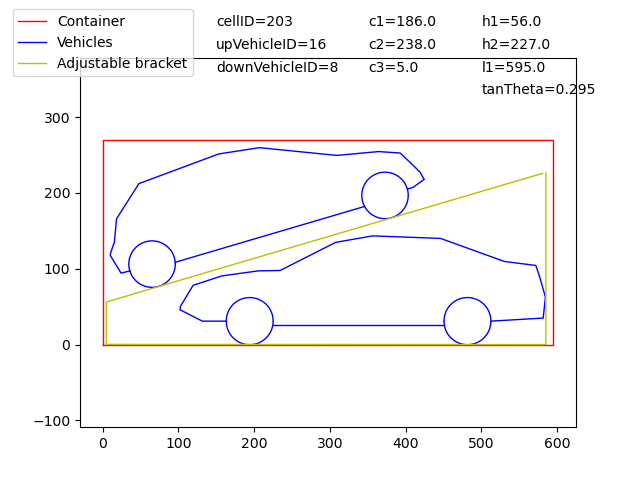 Container
Vehicles
Adjustable bracket
cellID=203
upVehicleID=16
downVehicleID=8
c1=186.0
c2=238.0
c3=5.0
h1=56.0
h2=227.0
l1=595.0
tanTheta=0.295
300
200
100
0
−100
0 100 200 300 400 500 600